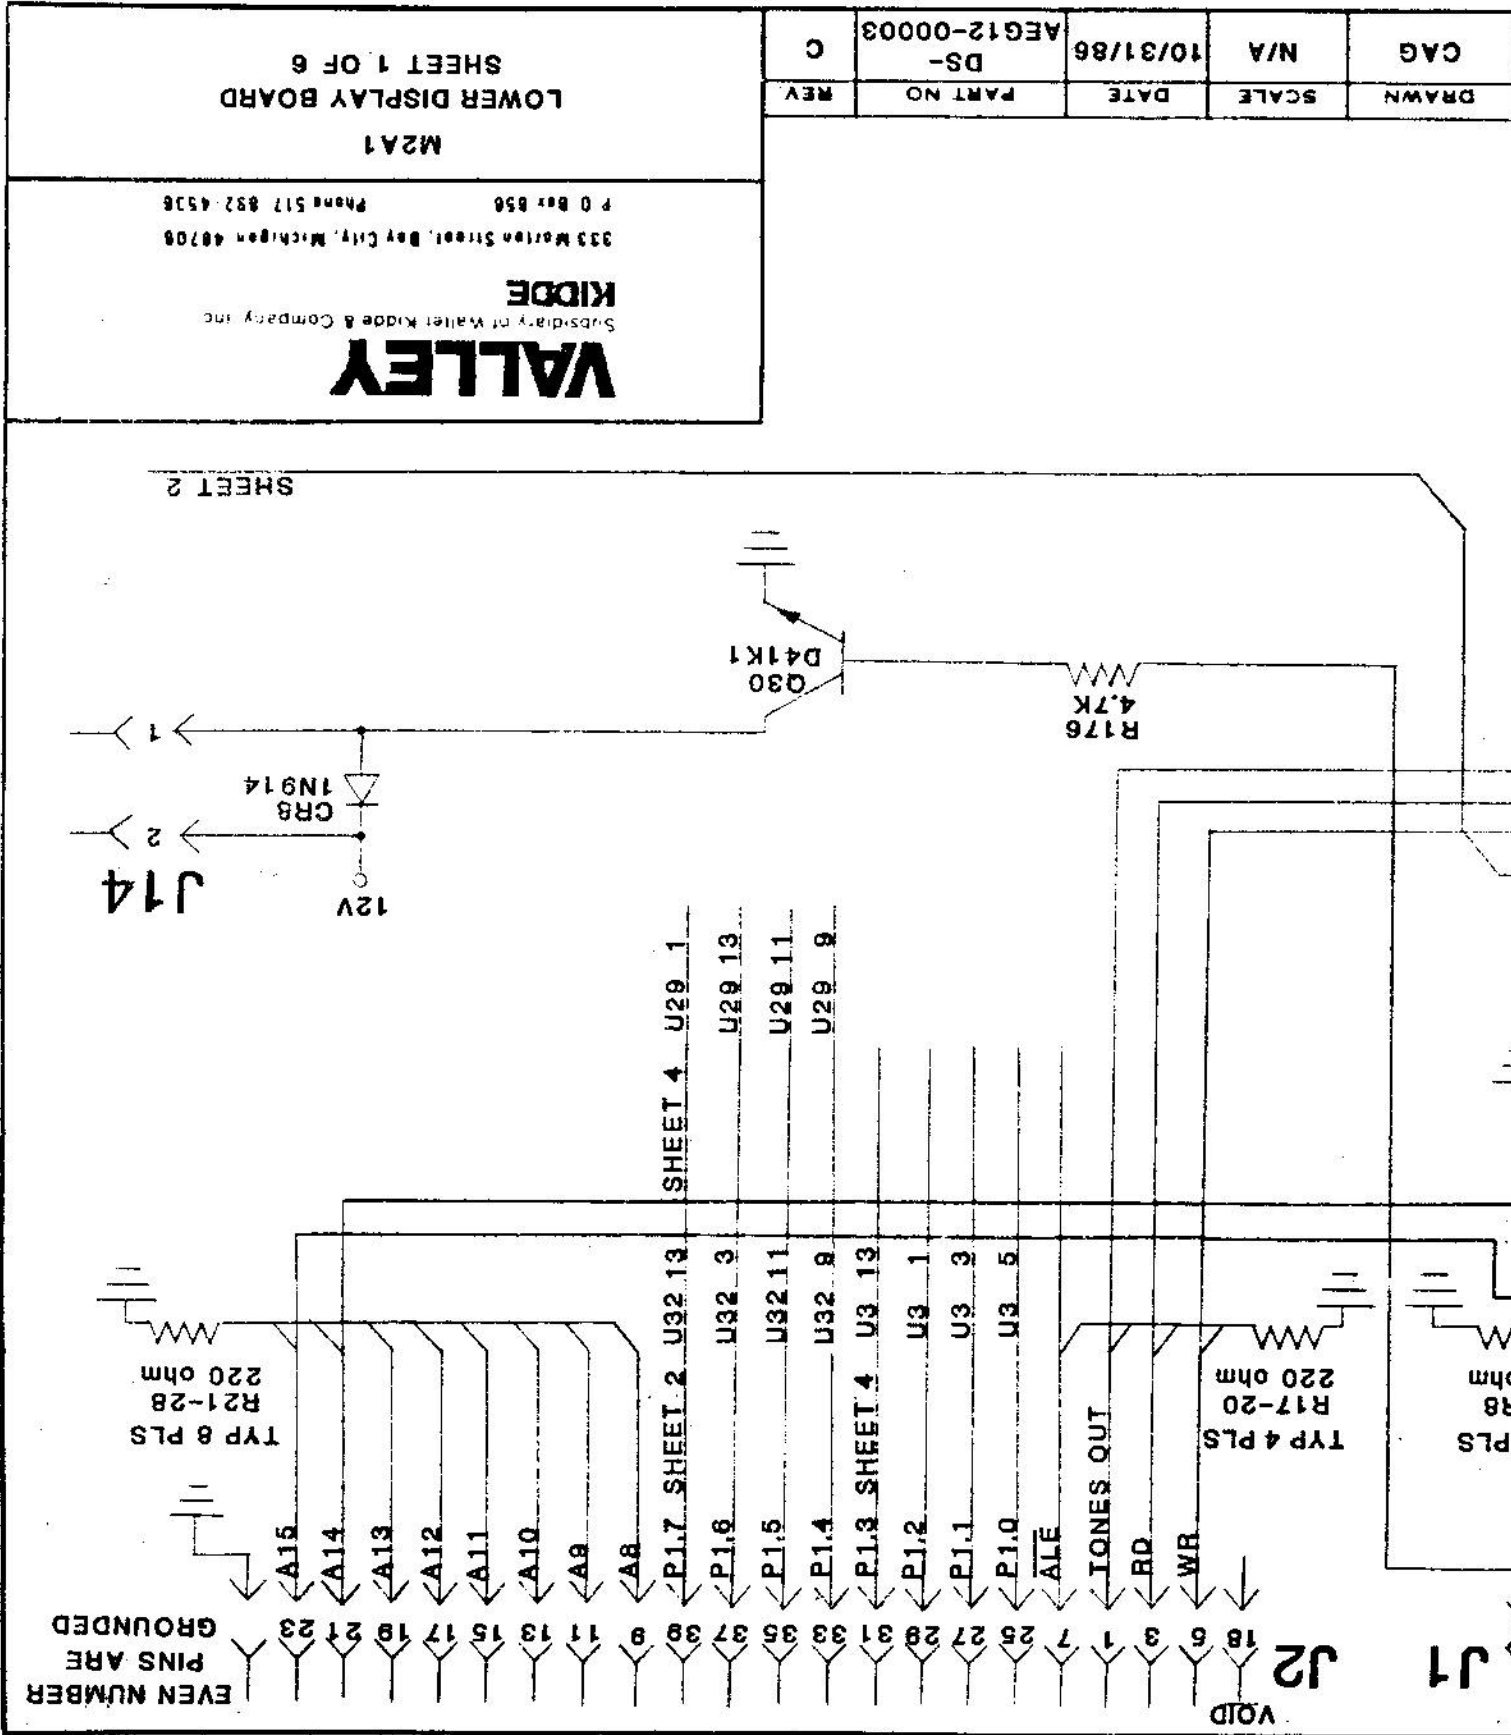 VOID
J1
J2
18 5 3 1 7 25 27 29 31 33 35 37 39 9 11 13 15 17 19 21 23
EVEN NUMBER
PINS ARE
GROUNDED
WR
RD
TONES OUT
ALE
P1.0 U3 5
P1.1 U3 3
P1.2 U3 1
P1.3 SHEET 4 U3 13
P1.4 U32 9 U29 9
P1.5 U32 11 U29 11
P1.6 U32 3 U29 13
P1.7 SHEET 2 U32 13 SHEET 4 U29 1
A8
A9
A10
A11
A12
A13
A14
A15
PLS
R8
ohm
TYP 4 PLS
R17-20
220 ohm
TYP 8 PLS
R21-28
220 ohm
12V
J14
2
CR8
1N914
1
R176
4.7K
Q30
D41K1
SHEET 2
VALLEY
Subsidiary of Walter Kidde & Company inc
KIDDE
333 Morton Street, Bay City, Michigan 48706
P O Box 656 Phone 517 892-4536
M2A1
LOWER DISPLAY BOARD
SHEET 1 OF 6
DRAWN SCALE DATE PART NO REV.
CAG N/A 10/31/86 DS-
AEG12-00003 C